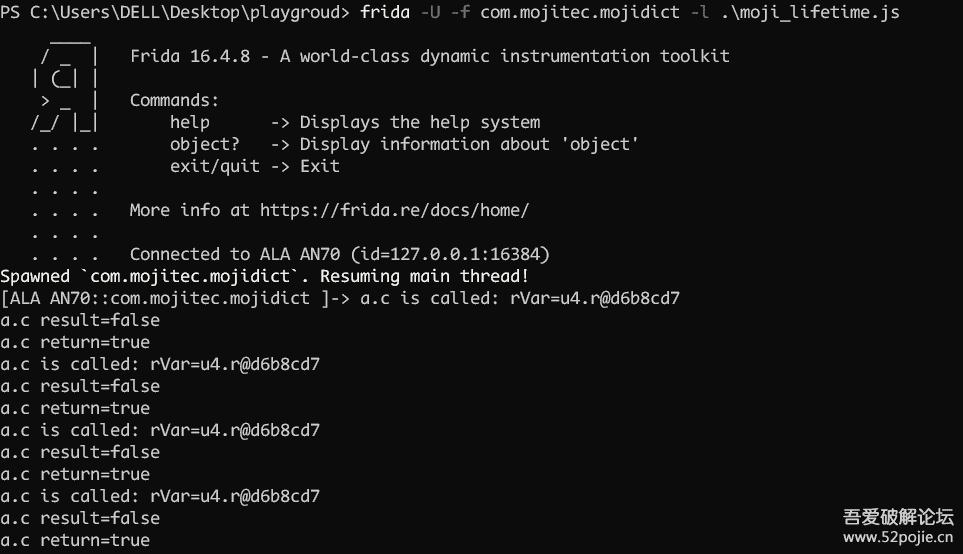 PS C:\Users\DELL\Desktop\playgroud> frida -U -f com.mojitec.mojidict -l .\moji_lifetime.js
     ____
    / _  |   Frida 16.4.8 - A world-class dynamic instrumentation toolkit
   | (_| |
    > _  |   Commands:
   /_/ |_|       help      -> Displays the help system
   . . . .       object?   -> Display information about 'object'
   . . . .       exit/quit -> Exit
   . . . .
   . . . .   More info at https://frida.re/docs/home/
   . . . .
   . . . .   Connected to ALA AN70 (id=127.0.0.1:16384)
Spawned `com.mojitec.mojidict`. Resuming main thread!
[ALA AN70::com.mojitec.mojidict ]-> a.c is called: rVar=u4.r@d6b8cd7
a.c result=false
a.c return=true
a.c is called: rVar=u4.r@d6b8cd7
a.c result=false
a.c return=true
a.c is called: rVar=u4.r@d6b8cd7
a.c result=false
a.c return=true
a.c is called: rVar=u4.r@d6b8cd7
a.c result=false
a.c return=true
吾爱破解论坛
www.52pojie.cn